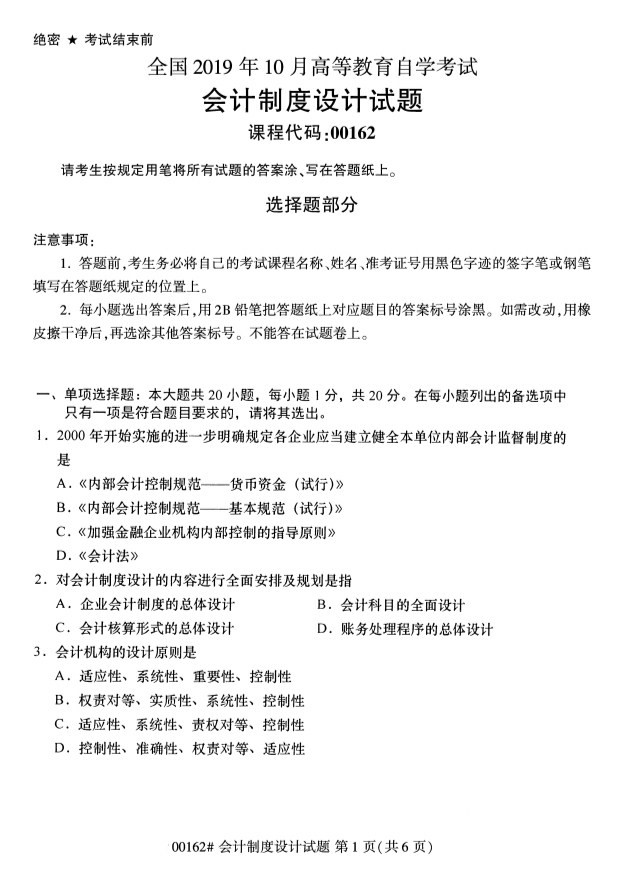 绝密 ★ 考试结束前
全国 2019 年 10 月高等教育自学考试
会计制度设计试题
课程代码:00162
请考生按规定用笔将所有试题的答案涂、写在答题纸上。
选择题部分
注意事项:
1. 答题前,考生务必将自己的考试课程名称、姓名、准考证号用黑色字迹的签字笔或钢笔
填写在答题纸规定的位置上。
2. 每小题选出答案后,用 2B 铅笔把答题纸上对应题目的答案标号涂黑。如需改动,用橡
皮擦干净后,再选涂其他答案标号。不能答在试题卷上。
一、单项选择题:本大题共 20 小题,每小题 1 分,共 20 分。在每小题列出的备选项中
只有一项是符合题目要求的,请将其选出。
1.2000 年开始实施的进一步明确规定各企业应当建立健全本单位内部会计监督制度的
是
A.《内部会计控制规范——货币资金(试行)》
B.《内部会计控制规范——基本规范(试行)》
C.《加强金融企业机构内部控制的指导原则》
D.《会计法》
2.对会计制度设计的内容进行全面安排及规划是指
A.企业会计制度的总体设计 B.会计科目的全面设计
C.会计核算形式的总体设计 D.账务处理程序的总体设计
3.会计机构的设计原则是
A.适应性、系统性、重要性、控制性
B.权责对等、实质性、系统性、控制性
C.适应性、系统性、责权对等、控制性
D.控制性、准确性、权责对等、适应性
00162# 会计制度设计试题 第 1 页(共 6 页)